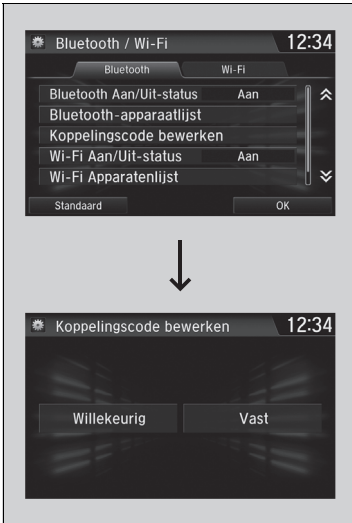 Bluetooth / Wi-Fi 12:34
Bluetooth Wi-Fi
Bluetooth Aan/Uit-status Aan
Bluetooth-apparaatlijst
Koppelingscode bewerken
Wi-Fi Aan/Uit-status Aan
Wi-Fi Apparatenlijst
Standaard OK
Koppelingscode bewerken 12:34
Willekeurig Vast